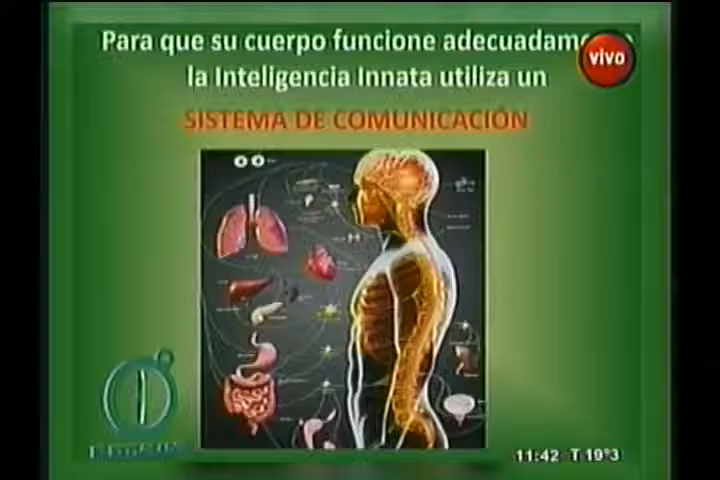 Para que su cuerpo funcione adecuadam
vivo
la Inteligencia Innata utiliza un
SISTEMA DE COMUNICACIÓN
11:42 T 19°3